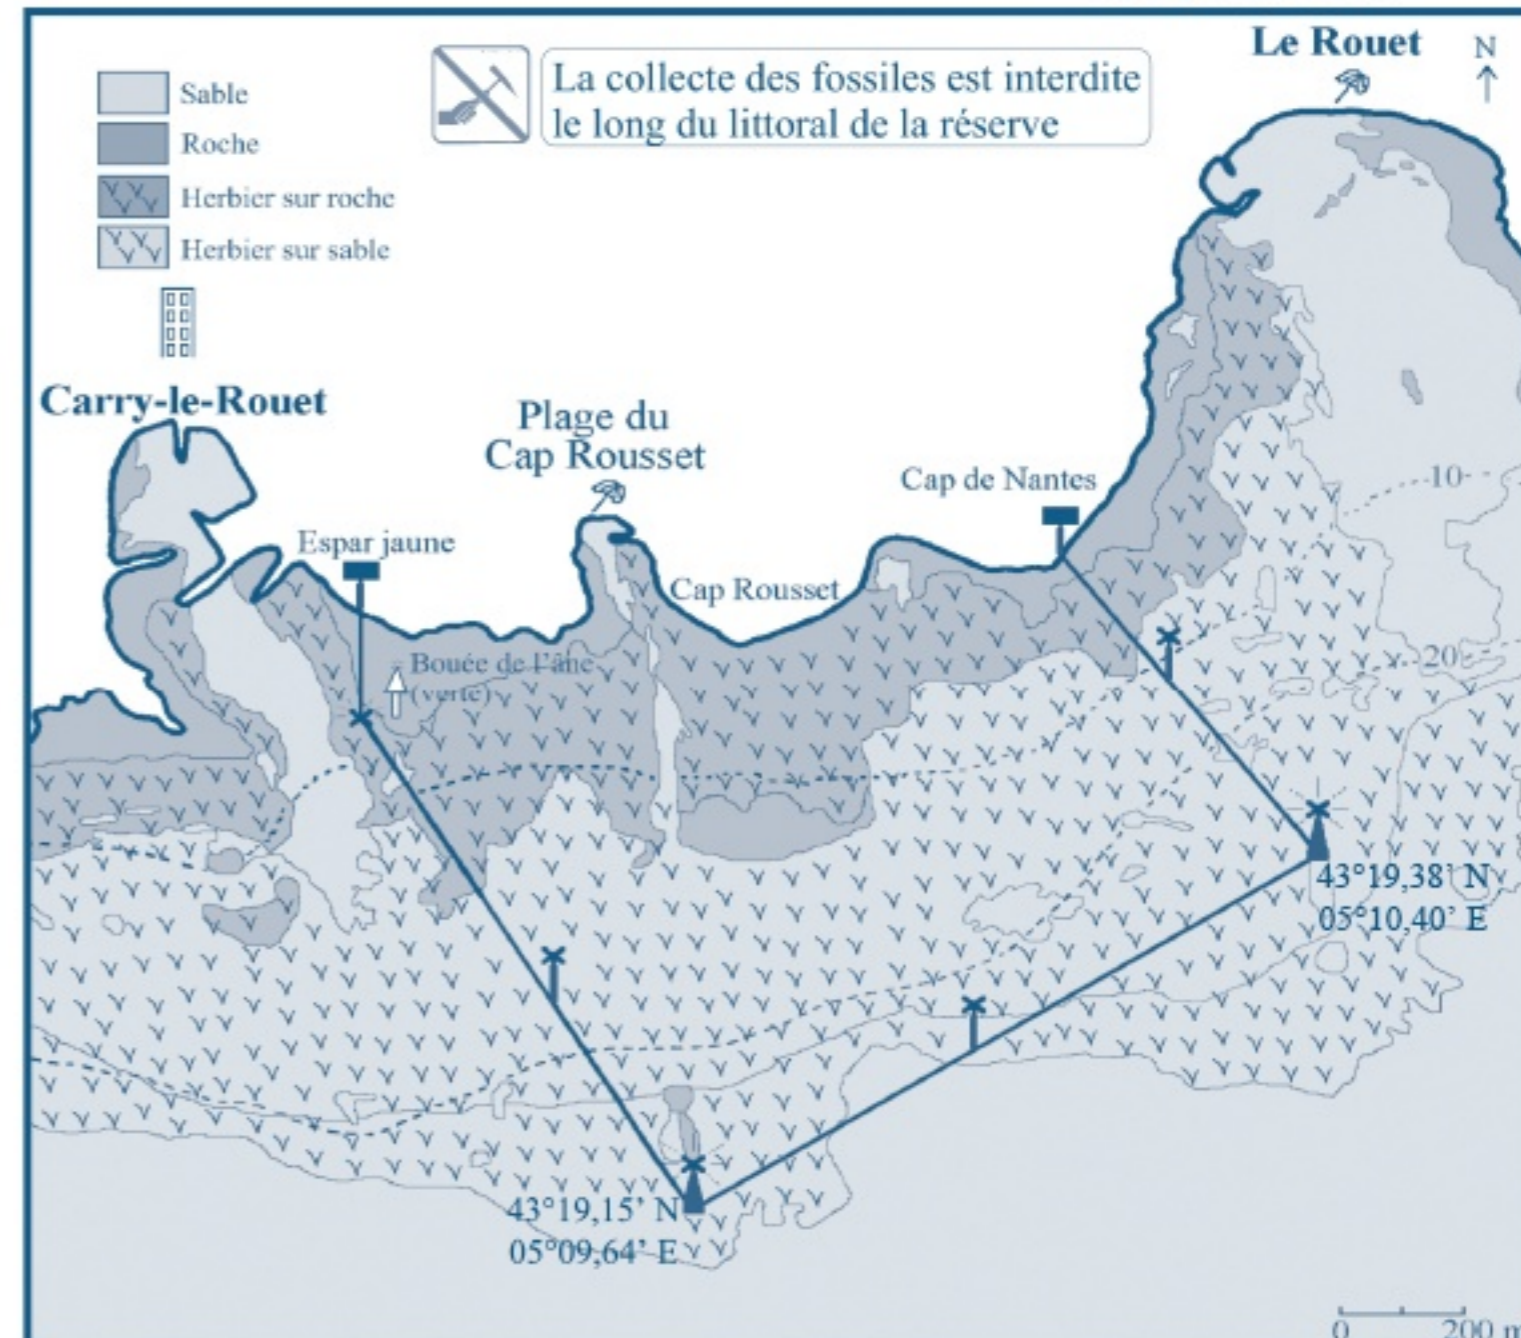 Le Rouet
N
La collecte des fossiles est interdite
le long du littoral de la réserve
Sable
Roche
Herbier sur roche
Herbier sur sable
Carry-le-Rouet
Plage du
Cap Rousset
Cap de Nantes
10
Espar jaune
Cap Rousset
Bouée de l'âne
(verte)
20
43°19,38' N
05°10,40' E
43°19,15' N
05°09,64' E
0 200 m